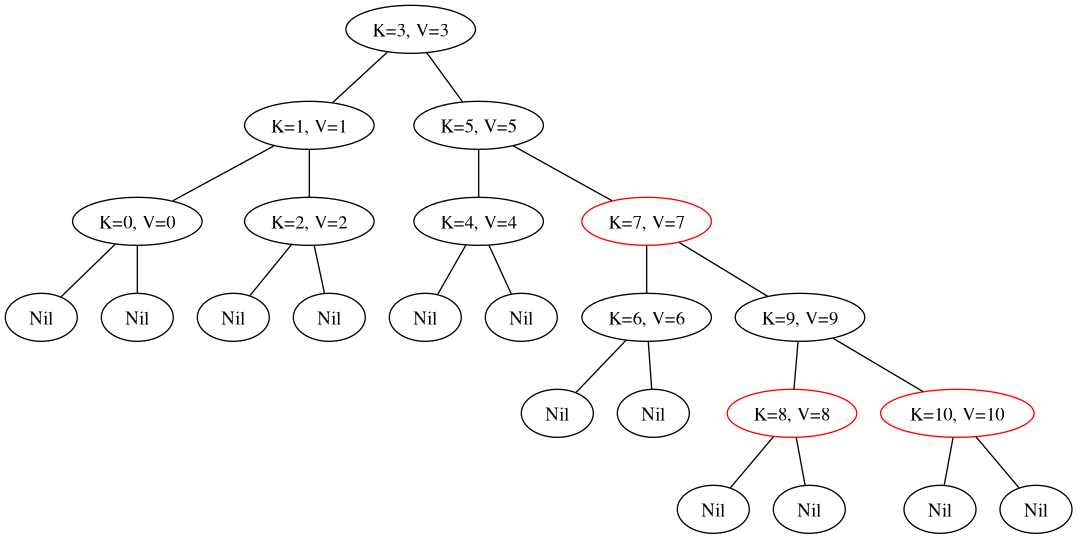 K=3, V=3
K=1, V=1
K=5, V=5
K=0, V=0
K=2, V=2
K=4, V=4
K=7, V=7
Nil
Nil
Nil
Nil
Nil
Nil
K=6, V=6
K=9, V=9
Nil
Nil
K=8, V=8
K=10, V=10
Nil
Nil
Nil
Nil